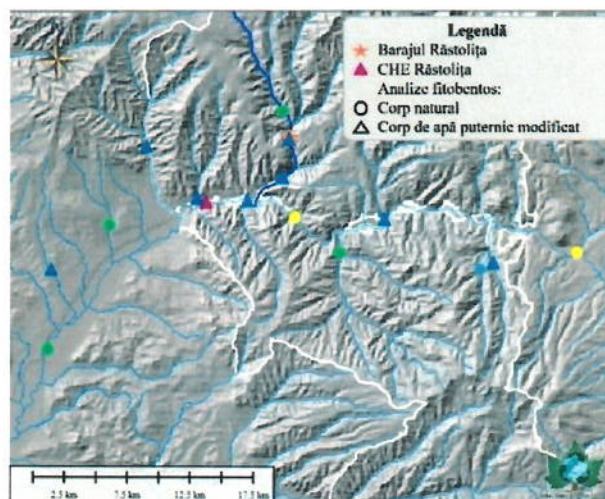 Legendă
Barajul Răstolița
CHE Răstolița
Analize fitobentos:
Corp natural
Corp de apă puternic modificat
2.5 km 7.5 km 12.5 km 17.5 km